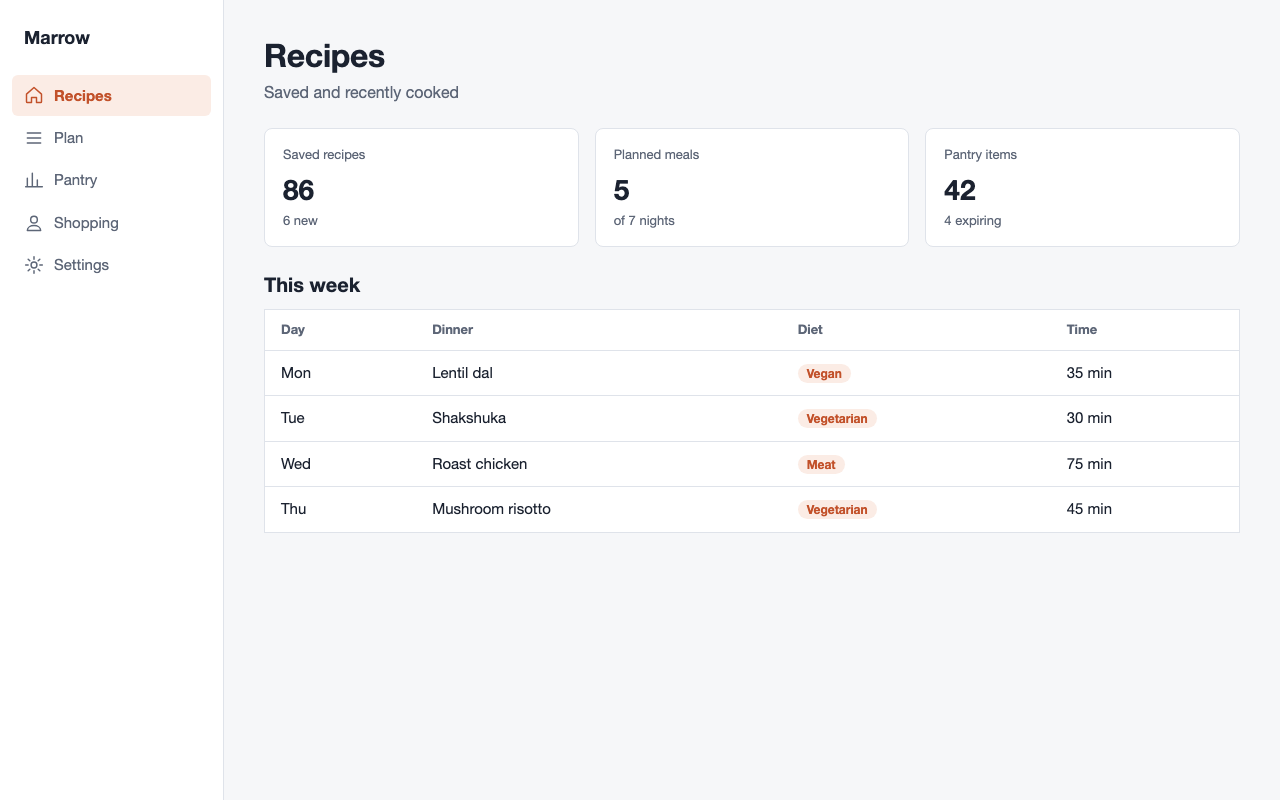 Marrow
Recipes
Plan
Pantry
Shopping
Settings
Recipes
Saved and recently cooked
Saved recipes
86
6 new
Planned meals
5
of 7 nights
Pantry items
42
4 expiring
This week
Day Dinner Diet Time
Mon Lentil dal Vegan 35 min
Tue Shakshuka Vegetarian 30 min
Wed Roast chicken Meat 75 min
Thu Mushroom risotto Vegetarian 45 min